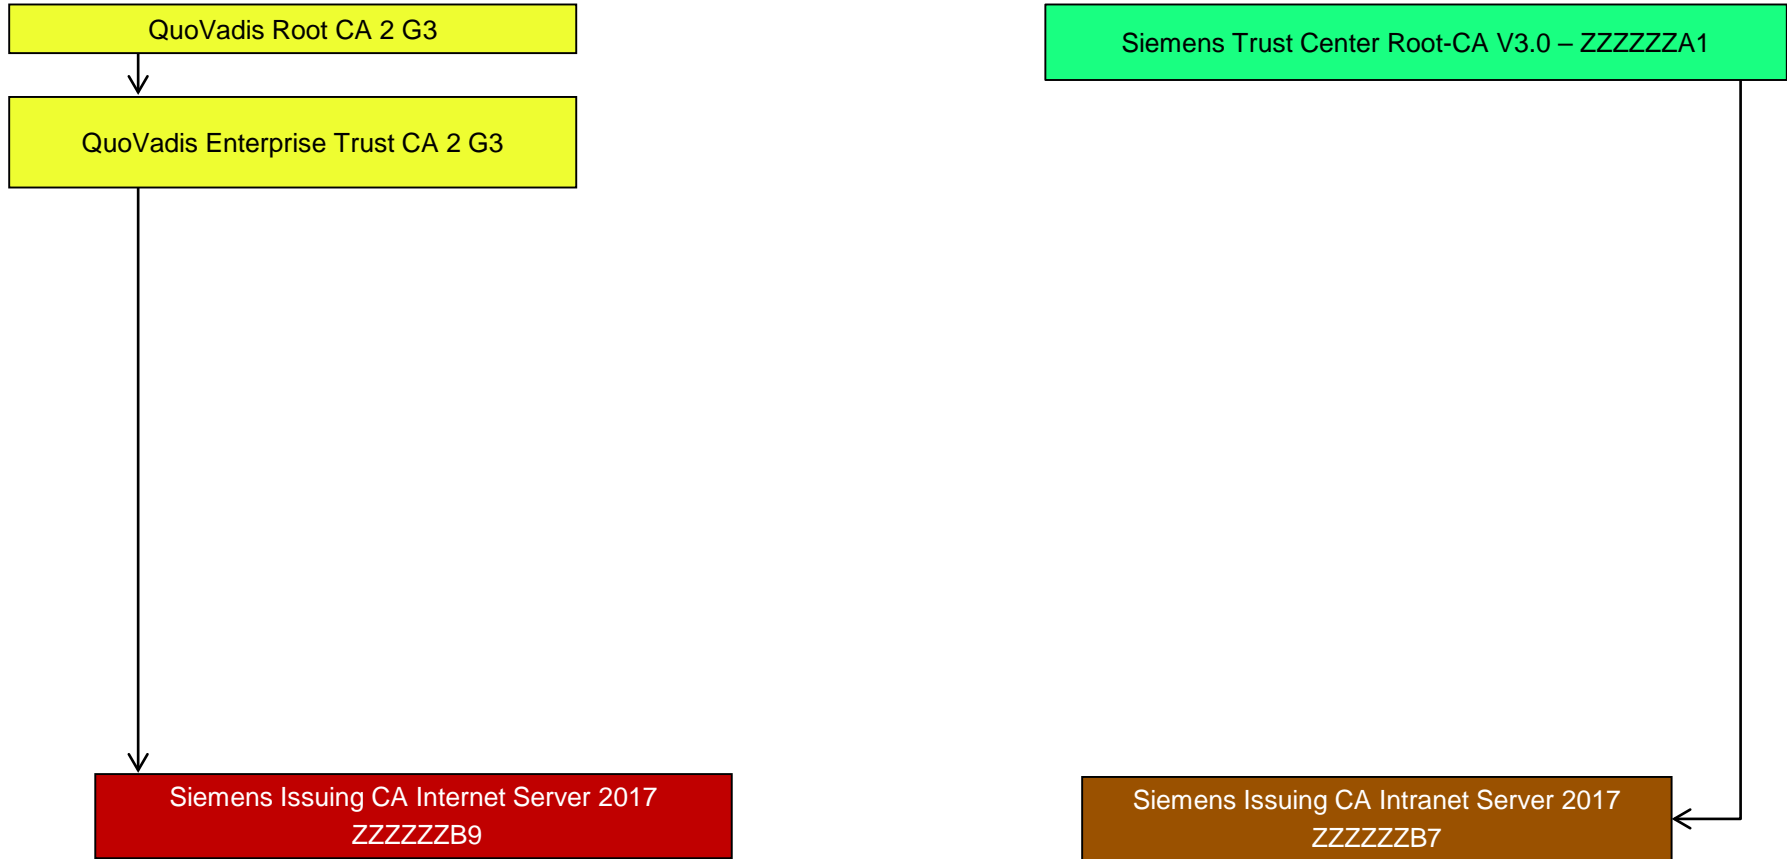 QuoVadis Root CA 2 G3
Siemens Trust Center Root-CA V3.0 – ZZZZZZA1
QuoVadis Enterprise Trust CA 2 G3
Siemens Issuing CA Internet Server 2017
ZZZZZZB9
Siemens Issuing CA Intranet Server 2017
ZZZZZZB7